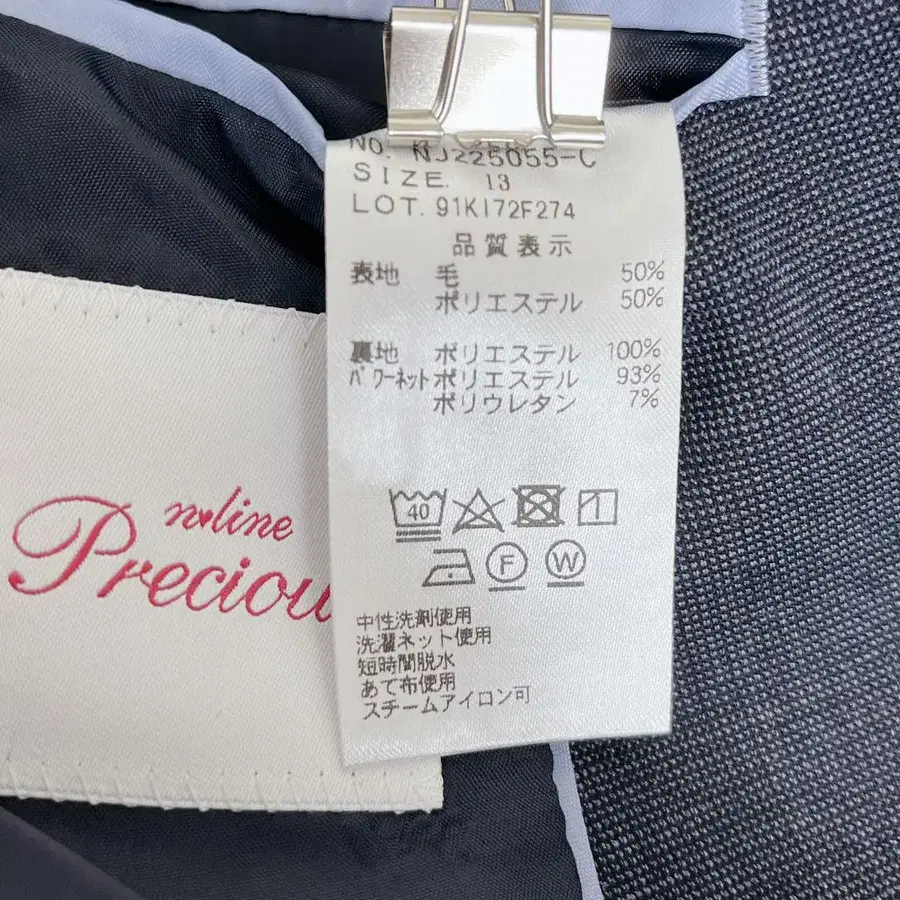 NO. NJ225055-C
SIZE. 13
LOT. 91KI72F274
品質表示
表地 毛 50%
ポリエステル 50%
裏地 ポリエステル 100%
パワーネット ポリエステル 93%
ポリウレタン 7%
40
F W
中性洗剤使用
洗濯ネット使用
短時間脱水
あて布使用
スチームアイロン可
n♥line
Preciou